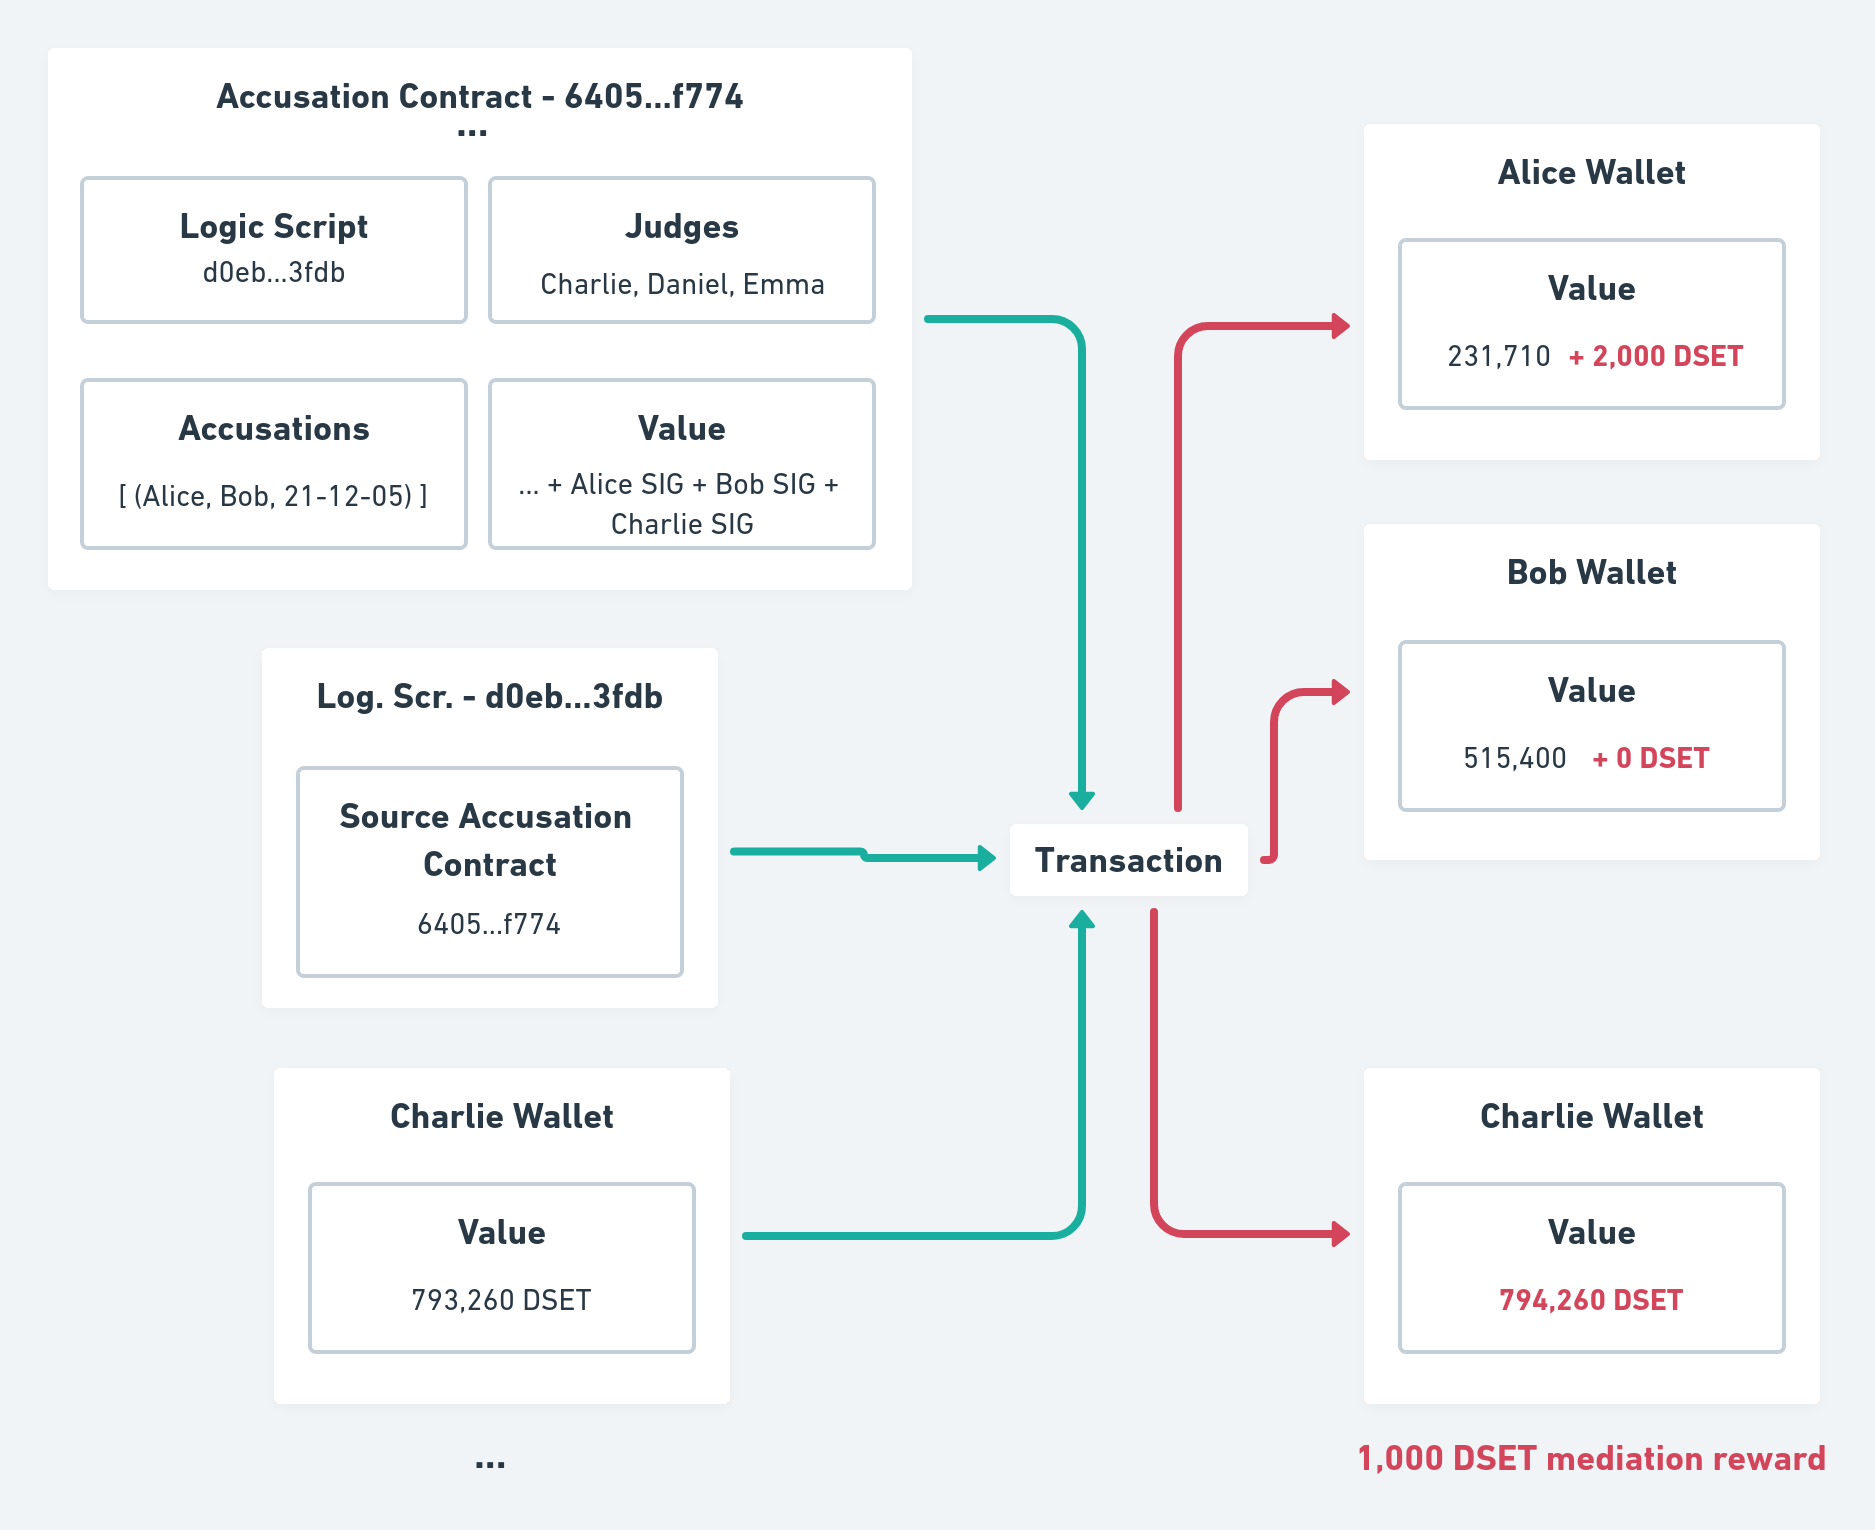 Accusation Contract - 6405...f774
...
Logic Script
d0eb...3fdb
Judges
Charlie, Daniel, Emma
Accusations
[ (Alice, Bob, 21-12-05) ]
Value
... + Alice SIG + Bob SIG +
Charlie SIG
Log. Scr. - d0eb...3fdb
Source Accusation
Contract
6405...f774
Charlie Wallet
Value
793,260 DSET
...
Transaction
Alice Wallet
Value
231,710 + 2,000 DSET
Bob Wallet
Value
515,400 + 0 DSET
Charlie Wallet
Value
794,260 DSET
1,000 DSET mediation reward